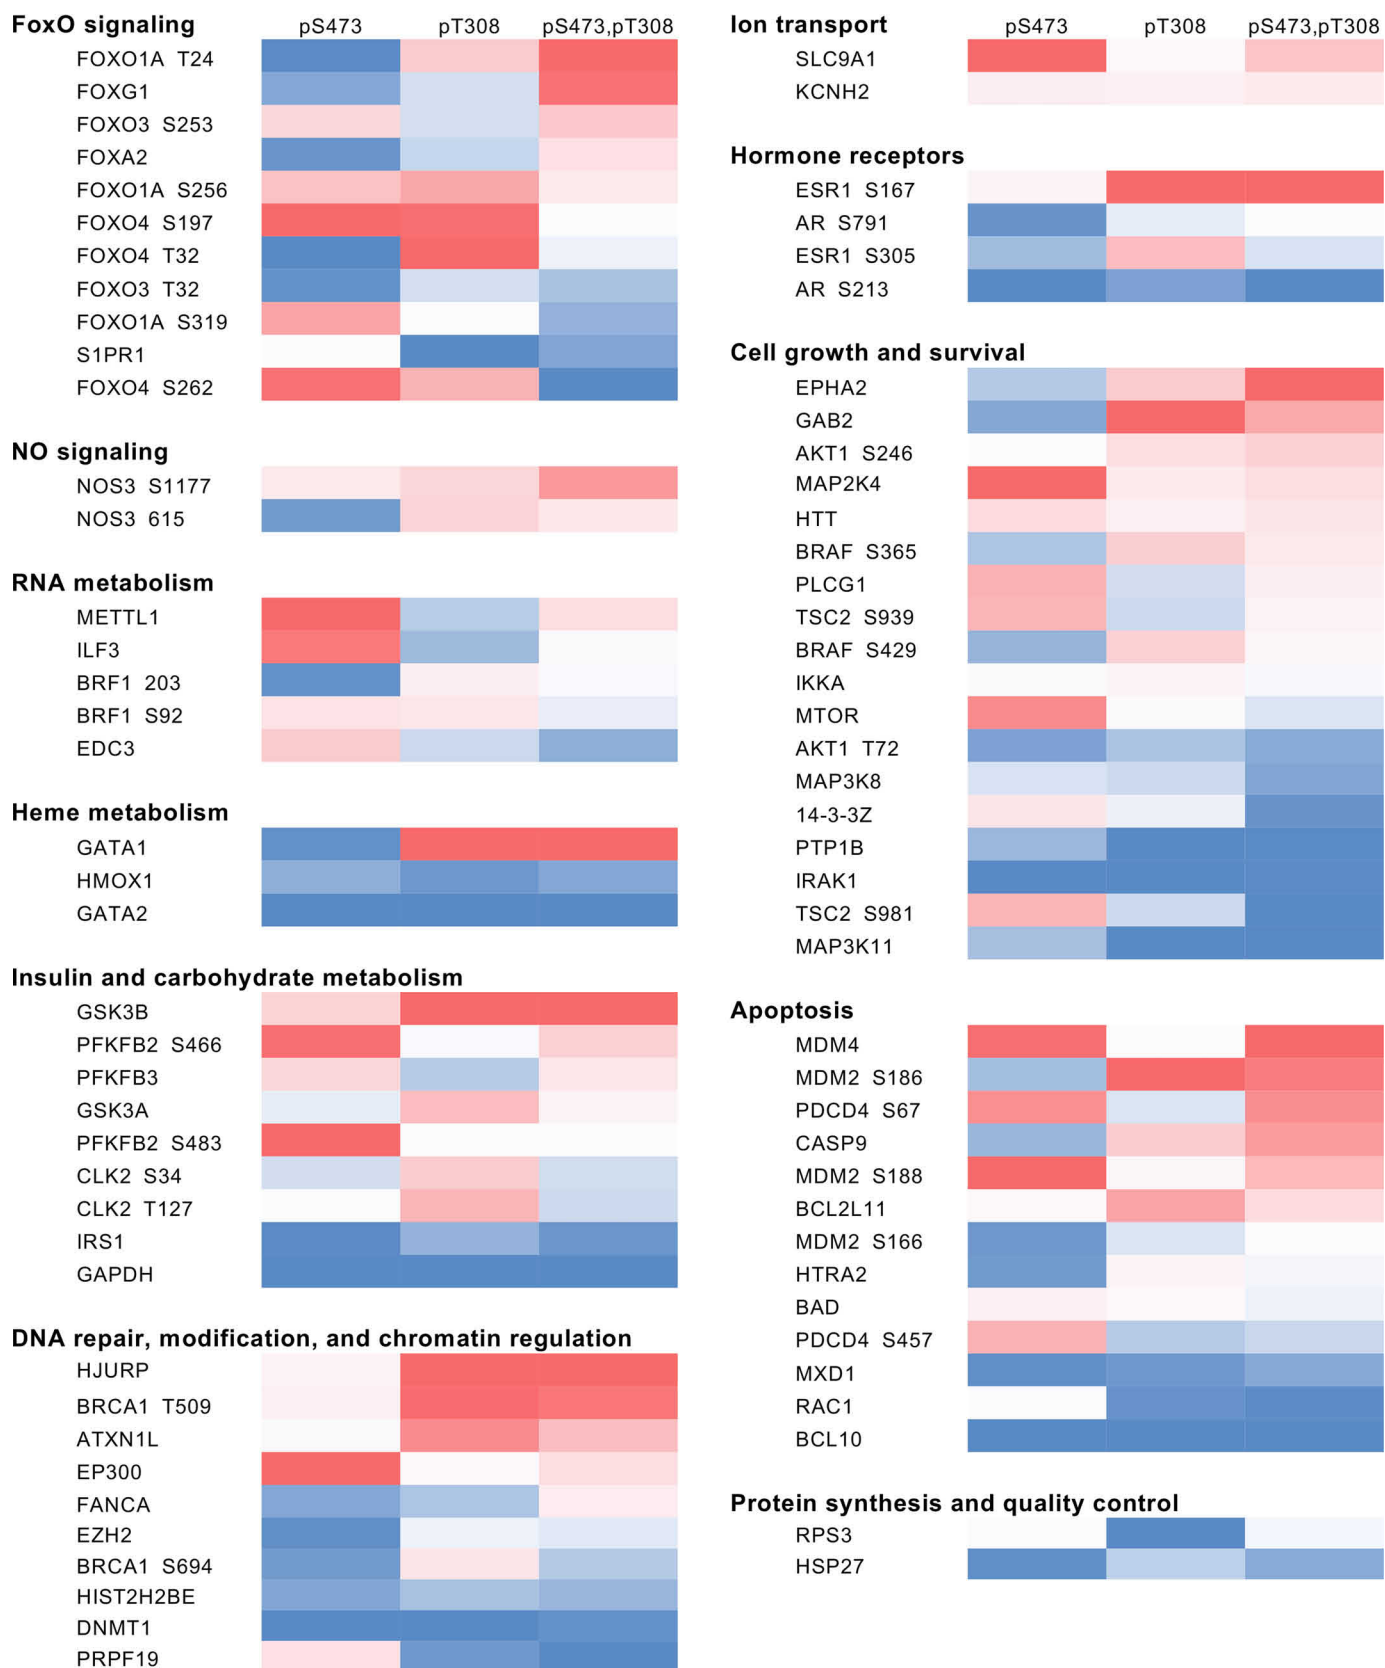 FoxO signaling pS473 pT308 pS473,pT308
FOXO1A T24
FOXG1
FOXO3 S253
FOXA2
FOXO1A S256
FOXO4 S197
FOXO4 T32
FOXO3 T32
FOXO1A S319
S1PR1
FOXO4 S262
NO signaling
NOS3 S1177
NOS3 615
RNA metabolism
METTL1
ILF3
BRF1 203
BRF1 S92
EDC3
Heme metabolism
GATA1
HMOX1
GATA2
Insulin and carbohydrate metabolism
GSK3B
PFKFB2 S466
PFKFB3
GSK3A
PFKFB2 S483
CLK2 S34
CLK2 T127
IRS1
GAPDH
DNA repair, modification, and chromatin regulation
HJURP
BRCA1 T509
ATXN1L
EP300
FANCA
EZH2
BRCA1 S694
HIST2H2BE
DNMT1
PRPF19
Ion transport pS473 pT308 pS473,pT308
SLC9A1
KCNH2
Hormone receptors
ESR1 S167
AR S791
ESR1 S305
AR S213
Cell growth and survival
EPHA2
GAB2
AKT1 S246
MAP2K4
HTT
BRAF S365
PLCG1
TSC2 S939
BRAF S429
IKKA
MTOR
AKT1 T72
MAP3K8
14-3-3Z
PTP1B
IRAK1
TSC2 S981
MAP3K11
Apoptosis
MDM4
MDM2 S186
PDCD4 S67
CASP9
MDM2 S188
BCL2L11
MDM2 S166
HTRA2
BAD
PDCD4 S457
MXD1
RAC1
BCL10
Protein synthesis and quality control
RPS3
HSP27